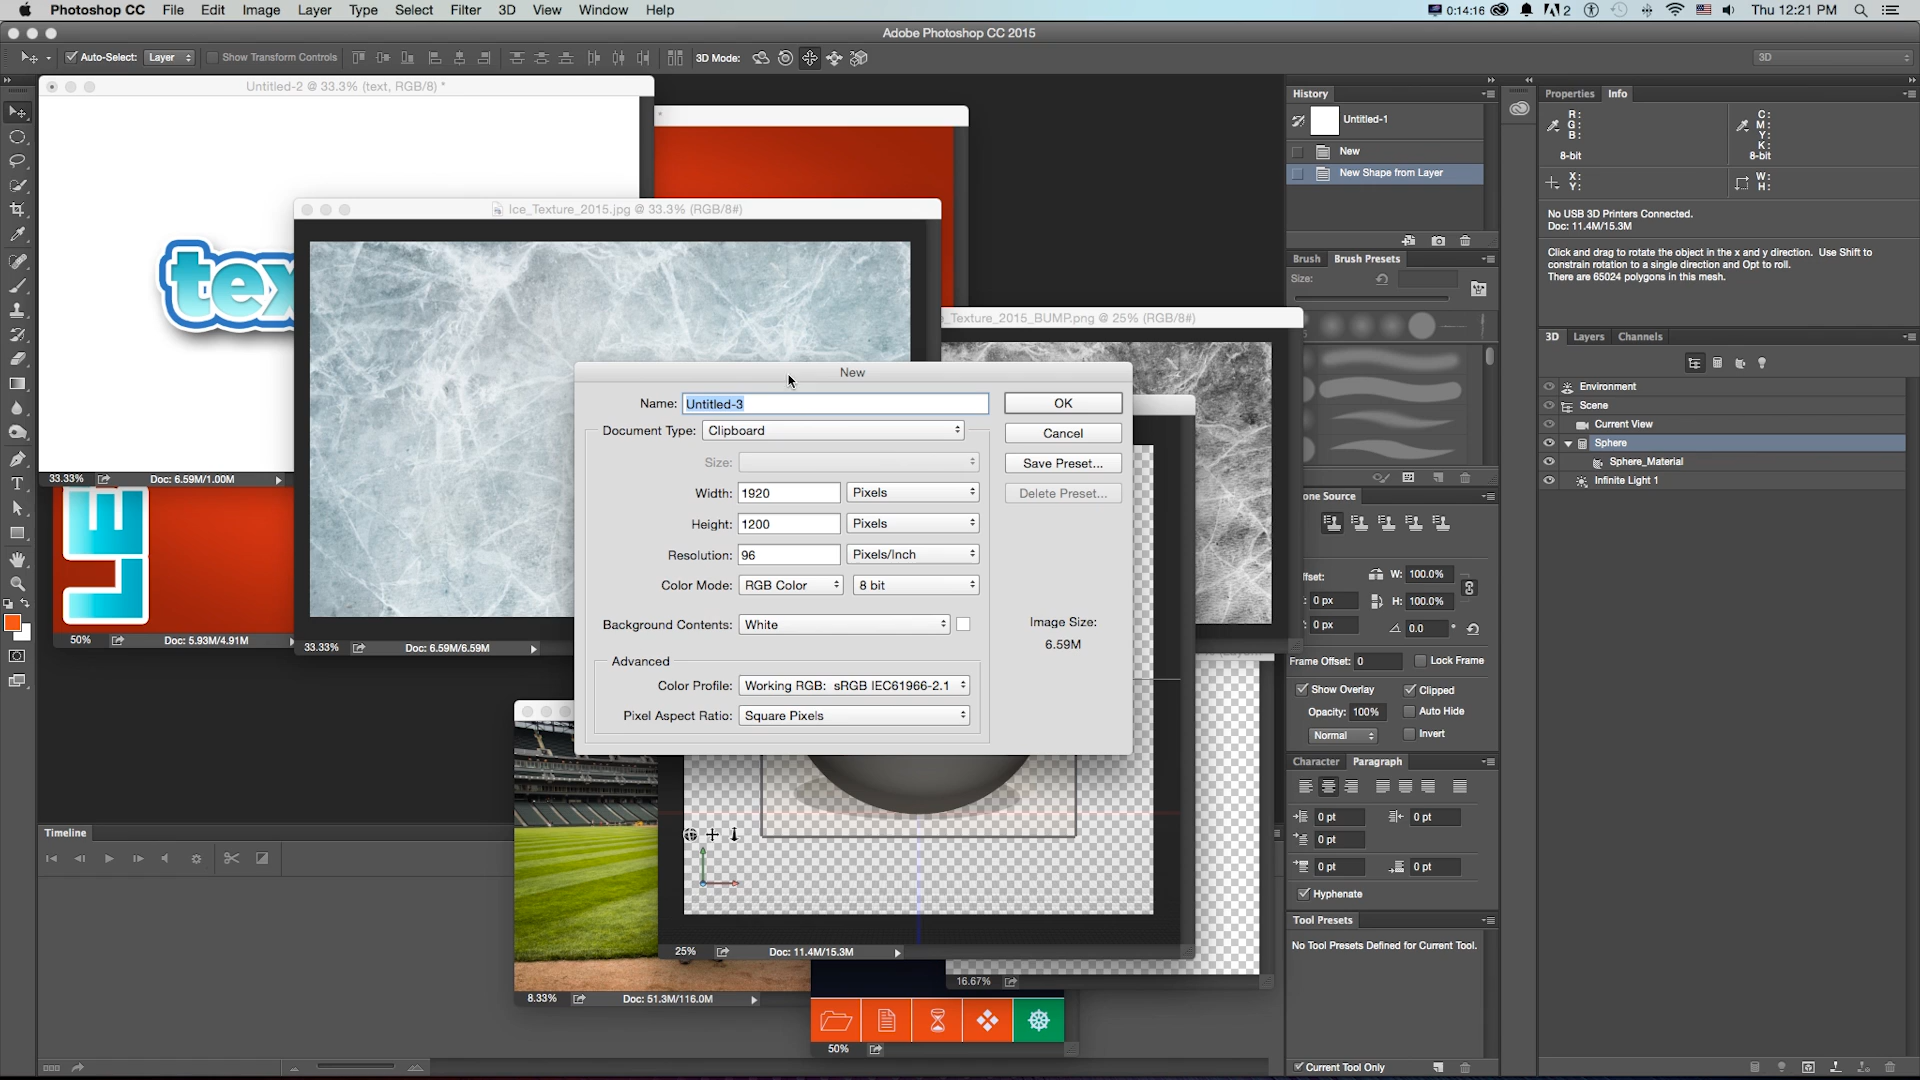 Photoshop CC File Edit Image Layer Type Select Filter 3D View Window Help 0:14:16 2 Thu 12:21 PM
Adobe Photoshop CC 2015
Auto-Select: Layer Show Transform Controls 3D Mode: 3D
Untitled-2 @ 33.3% (text, RGB/8) *
Ice_Texture_2015.jpg @ 33.3% (RGB/8#)
_Texture_2015_BUMP.png @ 25% (RGB/8#)
tex
LE
33.33% Doc: 6.59M/1.00M
50% Doc: 5.93M/4.91M
33.33% Doc: 6.59M/6.59M
New
Name: Untitled-3 OK
Document Type: Clipboard Cancel
Size: Save Preset...
Width: 1920 Pixels Delete Preset...
Height: 1200 Pixels
Resolution: 96 Pixels/Inch
Color Mode: RGB Color 8 bit
Background Contents: White
Image Size:
6.59M
Advanced
Color Profile: Working RGB: sRGB IEC61966-2.1
Pixel Aspect Ratio: Square Pixels
25% Doc: 11.4M/15.3M
16.67%
8.33% Doc: 51.3M/116.0M
50%
Timeline
History
Untitled-1
New
New Shape from Layer
Brush Brush Presets
Size:
one Source
ffset: W: 100.0%
: 0 px H: 100.0%
: 0 px 0.0 °
Frame Offset: 0 Lock Frame
Show Overlay Clipped
Opacity: 100% Auto Hide
Normal Invert
Character Paragraph
0 pt 0 pt
0 pt
0 pt 0 pt
Hyphenate
Tool Presets
No Tool Presets Defined for Current Tool.
Current Tool Only
Properties Info
R: C:
G: M:
B: Y:
K:
8-bit 8-bit
X: W:
Y: H:
No USB 3D Printers Connected.
Doc: 11.4M/15.3M
Click and drag to rotate the object in the x and y direction. Use Shift to
constrain rotation to a single direction and Opt to roll.
There are 65024 polygons in this mesh.
3D Layers Channels
Environment
Scene
Current View
Sphere
Sphere_Material
Infinite Light 1